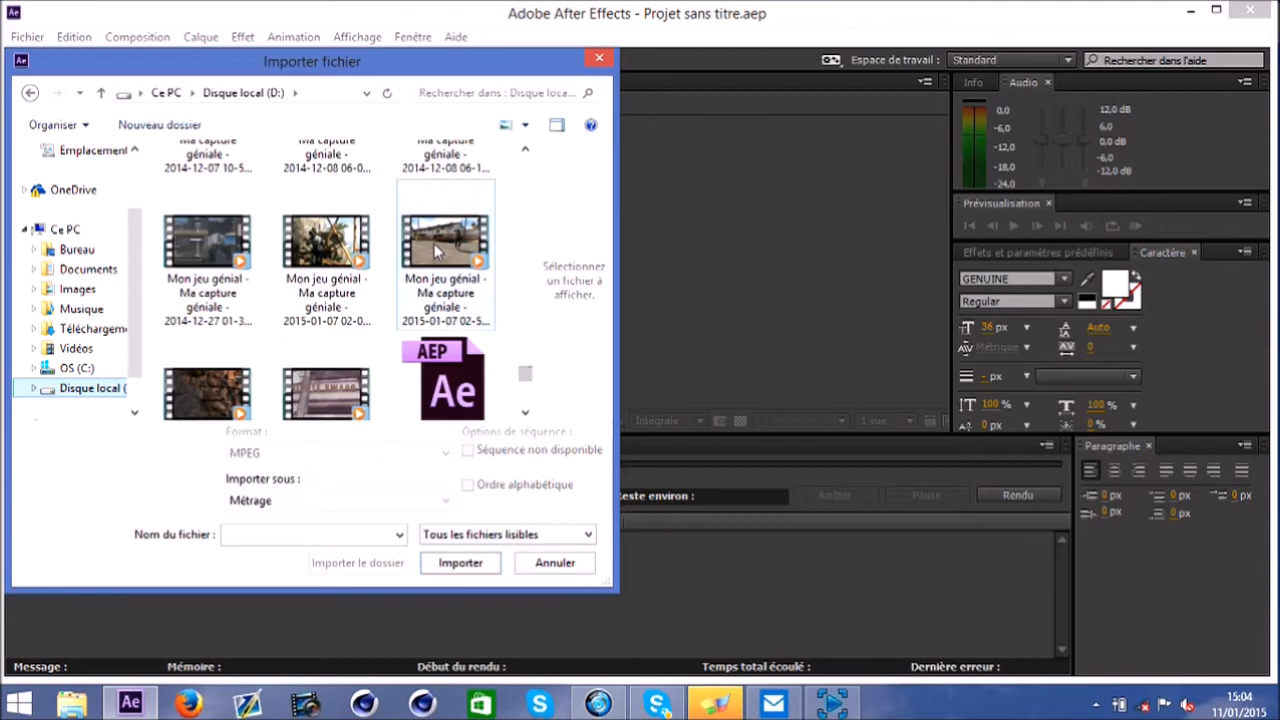 Adobe After Effects - Projet sans titre.aep
Fichier Edition Composition Calque Effet Animation Affichage Fenêtre Aide
Espace de travail : Standard Rechercher dans l'aide
Importer fichier
Ce PC Disque local (D:) Rechercher dans : Disque loca...
Organiser Nouveau dossier
Emplacement
OneDrive
Ce PC
Bureau
Documents
Images
Musique
Téléchargem
Vidéos
OS (C:)
Disque local (
Ma capture
géniale -
2014-12-07 10-5...
Ma capture
géniale -
2014-12-08 06-0...
Ma capture
géniale -
2014-12-08 06-1...
Mon jeu génial -
Ma capture
géniale -
2014-12-27 01-3...
Mon jeu génial -
Ma capture
géniale -
2015-01-07 02-0...
Mon jeu génial -
Ma capture
géniale -
2015-01-07 02-5...
AEP
Ae
Sélectionnez
un fichier à
afficher.
Format :
MPEG
Importer sous :
Métrage
Options de séquence :
Séquence non disponible
Ordre alphabétique
Nom du fichier :
Tous les fichiers lisibles
Importer le dossier Importer Annuler
Info Audio
0,0
-6,0
-12,0
-18,0
-24,0
12,0 dB
6,0
0,0 dB
-6,0
-12,0 dB
Prévisualisation
Effets et paramètres prédéfinis Caractère
GENUINE
Regular
36 px Auto
Métrique 0
- px
100 % 100 %
0 px 0 %
Intégrale 1 vue
Paragraphe
0 px 0 px 0 px
0 px 0 px
teste environ : Arrêter Pause Rendu
Message : Mémoire : Début du rendu : Temps total écoulé : Dernière erreur :
15:04
11/01/2015